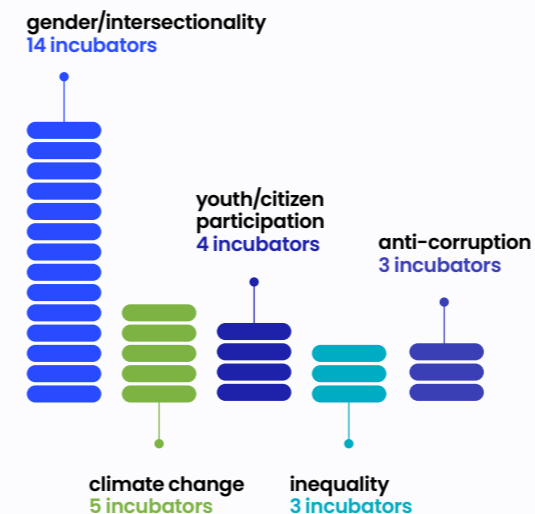 gender/intersectionality
14 incubators
youth/citizen
participation
4 incubators
anti-corruption
3 incubators
climate change
5 incubators
inequality
3 incubators